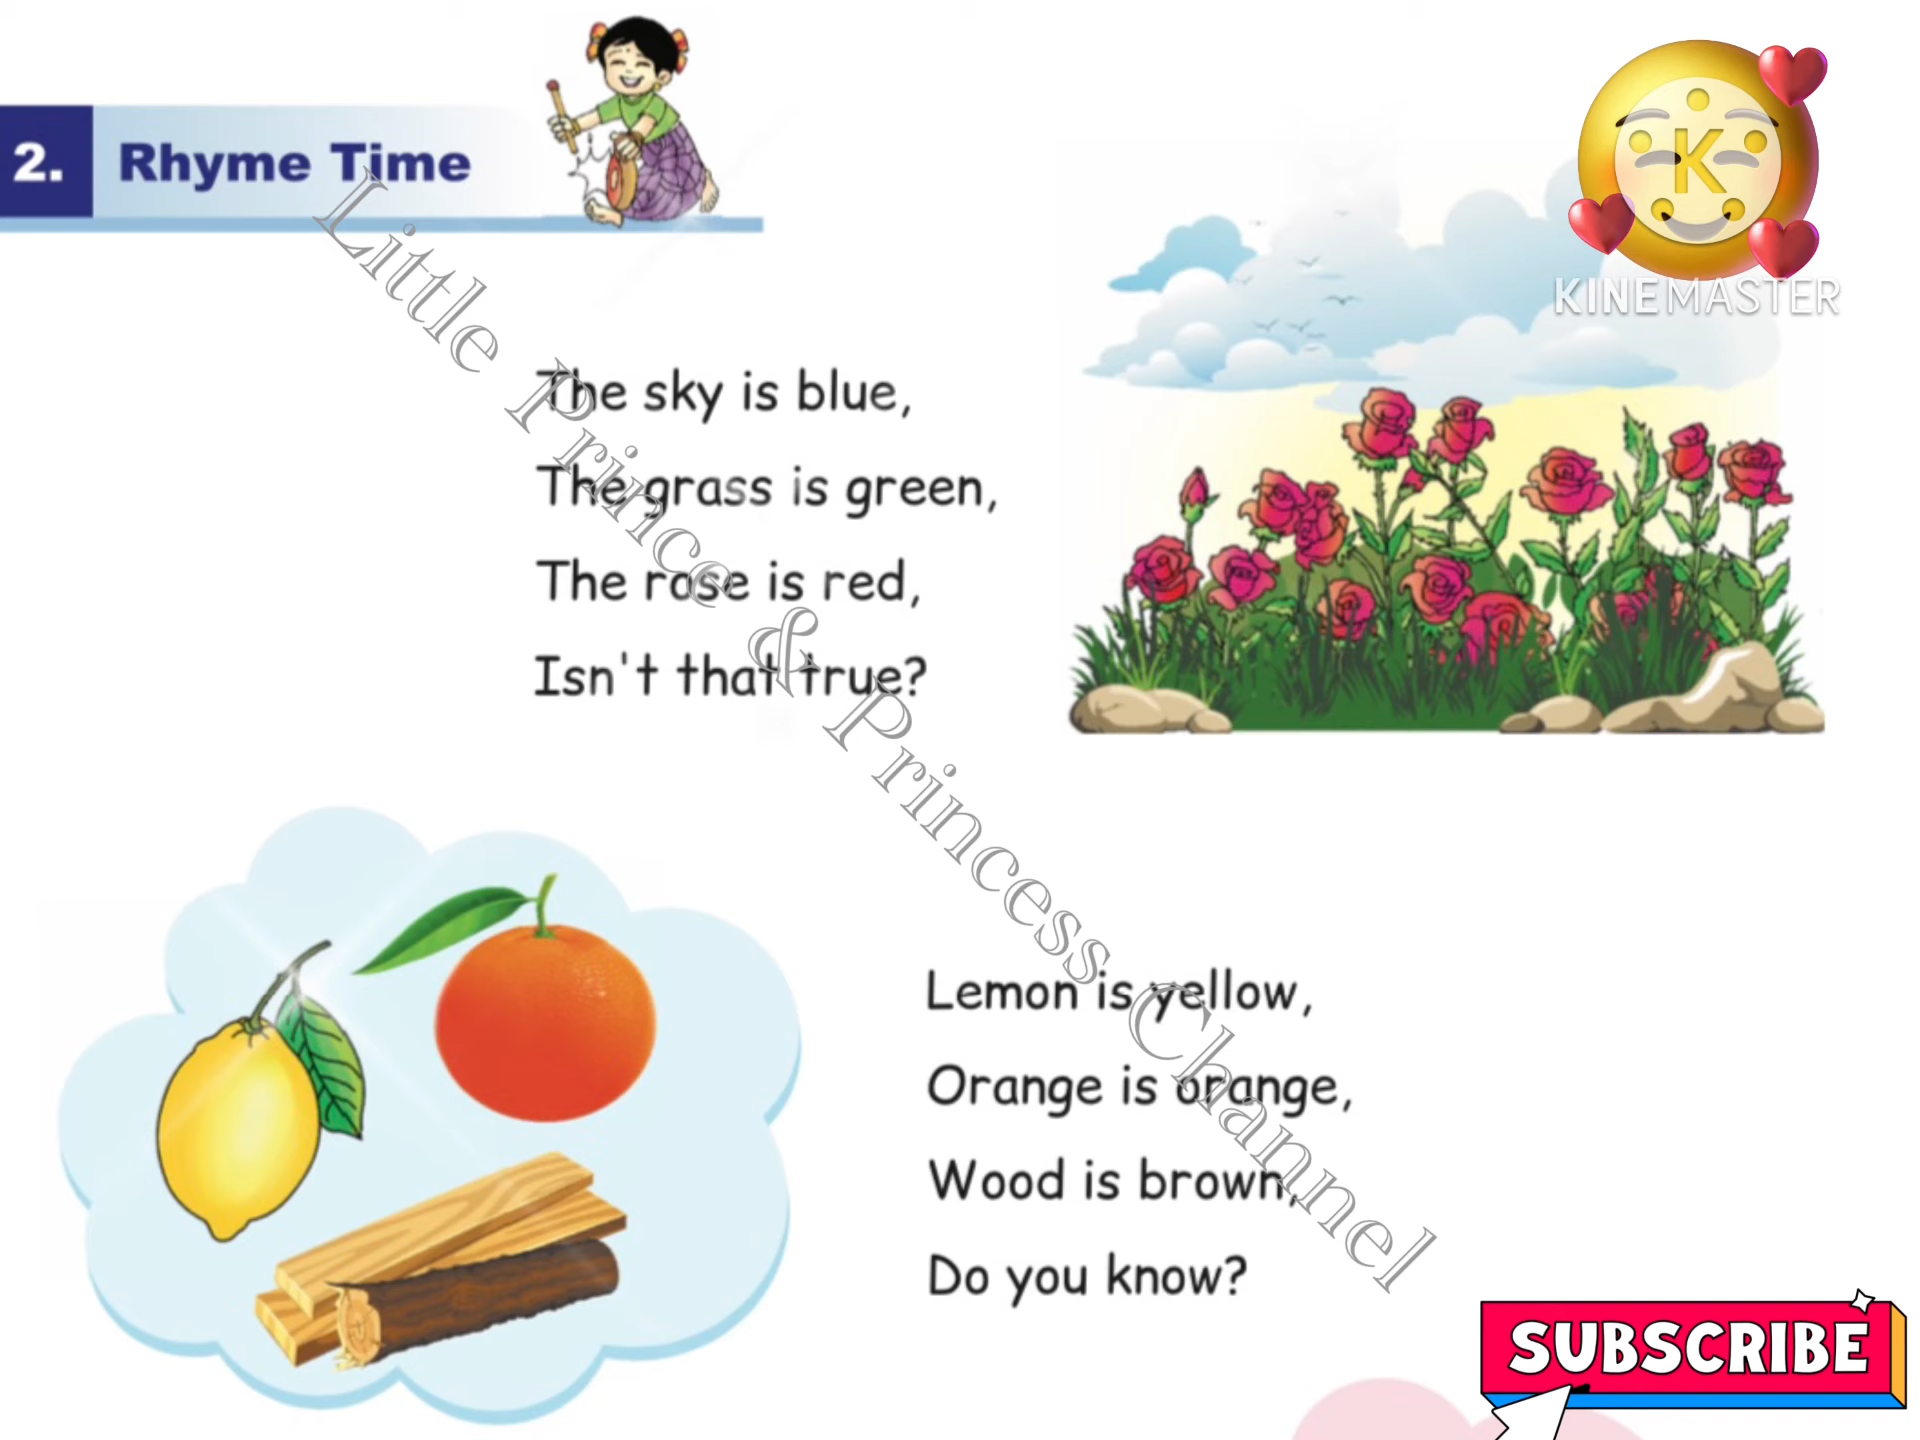 2. Rhyme Time
KINEMASTER
The sky is blue,
The grass is green,
The rose is red,
Isn't that true?
Little Prince & Princess Channel
Lemon is yellow,
Orange is orange,
Wood is brown,
Do you know?
SUBSCRIBE